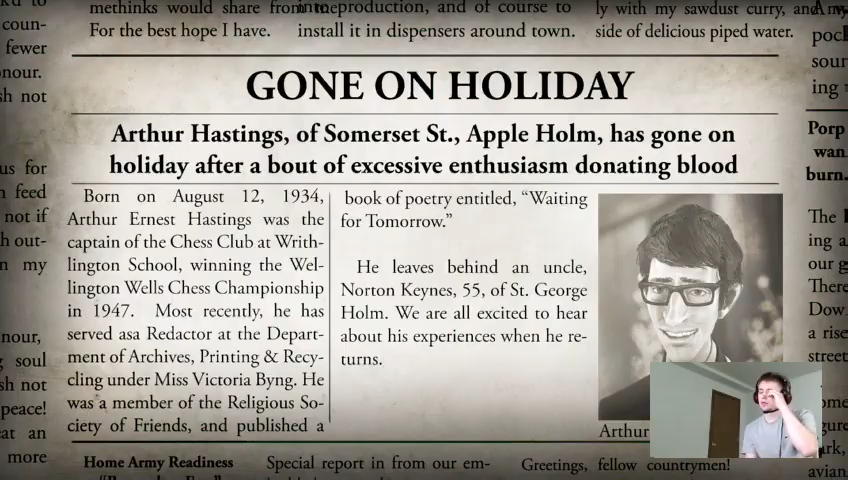 methinks would share from
For the best hope I have.
reproduction, and of course to
install it in dispensers around town.
ly with my sawdust curry, and my
side of delicious piped water.
coun-
fewer
nour.
sh not
us for
feed
not if
h out-
my
nour,
soul
sh not
peace!
at an
more
GONE ON HOLIDAY
Arthur Hastings, of Somerset St., Apple Holm, has gone on
holiday after a bout of excessive enthusiasm donating blood
Born on August 12, 1934,
Arthur Ernest Hastings was the
captain of the Chess Club at Writh-
lington School, winning the Wel-
lington Wells Chess Championship
in 1947. Most recently, he has
served asa Redactor at the Depart-
ment of Archives, Printing & Recy-
cling under Miss Victoria Byng. He
was a member of the Religious So-
ciety of Friends, and published a
book of poetry entitled, “Waiting
for Tomorrow.”
He leaves behind an uncle,
Norton Keynes, 55, of St. George
Holm. We are all excited to hear
about his experiences when he re-
turns.
Arthur
Home Army Readiness
Special report in from our em-
Greetings, fellow countrymen!
poc
sour
ing
Porp
wan
burn.
The
ing a
our g
There
Dow
a rise
street
avian